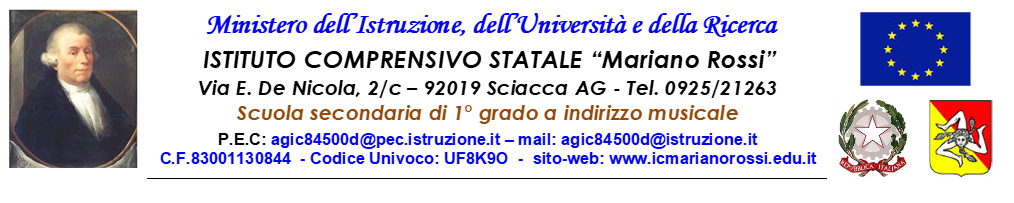 Ministero dell'Istruzione, dell'Università e della Ricerca
ISTITUTO COMPRENSIVO STATALE “Mariano Rossi”
Via E. De Nicola, 2/c – 92019 Sciacca AG - Tel. 0925/21263
Scuola secondaria di 1° grado a indirizzo musicale
P.E.C: agic84500d@pec.istruzione.it – mail: agic84500d@istruzione.it
C.F.83001130844 - Codice Univoco: UF8K9O - sito-web: www.icmarianorossi.edu.it
REPVBBLICA ITALIANA